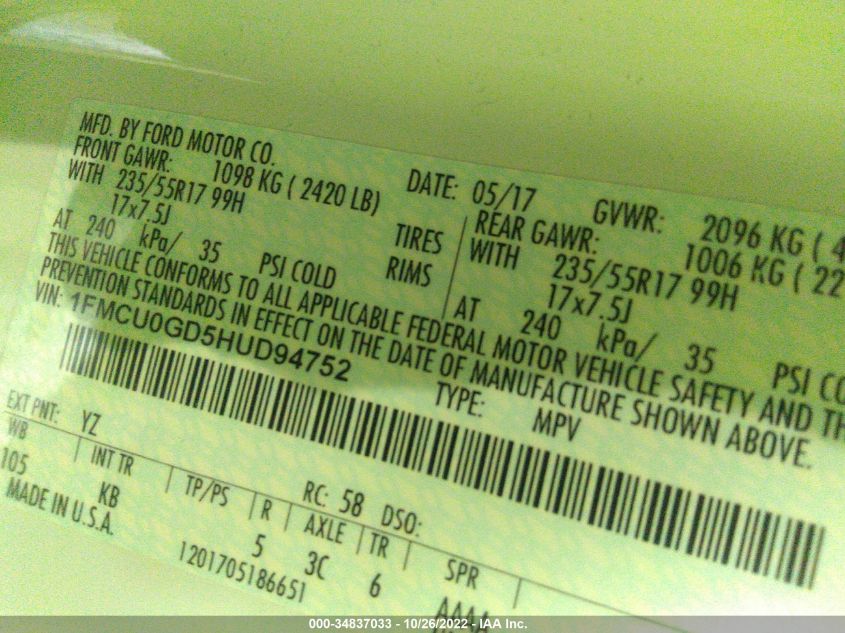 MFD. BY FORD MOTOR CO.
DATE: 05/17
GVWR: 2096 KG ( 4
FRONT GAWR: 1098 KG ( 2420 LB)
REAR GAWR: 1006 KG ( 22
WITH 235/55R17 99H TIRES
WITH 235/55R17 99H
17x7.5J RIMS
17x7.5J
AT 240 kPa/ 35 PSI COLD
AT 240 kPa/ 35 PSI CO
THIS VEHICLE CONFORMS TO ALL APPLICABLE FEDERAL MOTOR VEHICLE SAFETY AND TH
PREVENTION STANDARDS IN EFFECT ON THE DATE OF MANUFACTURE SHOWN ABOVE.
VIN: 1FMCU0GD5HUD94752
TYPE: MPV
EXT PNT: YZ
RC: 58 DSO:
WB INT TR TP/PS R AXLE TR SPR
105 KB 5 3C 6 AAAA
MADE IN U.S.A.
1201705186651
000-34837033 - 10/26/2022 - IAA Inc.